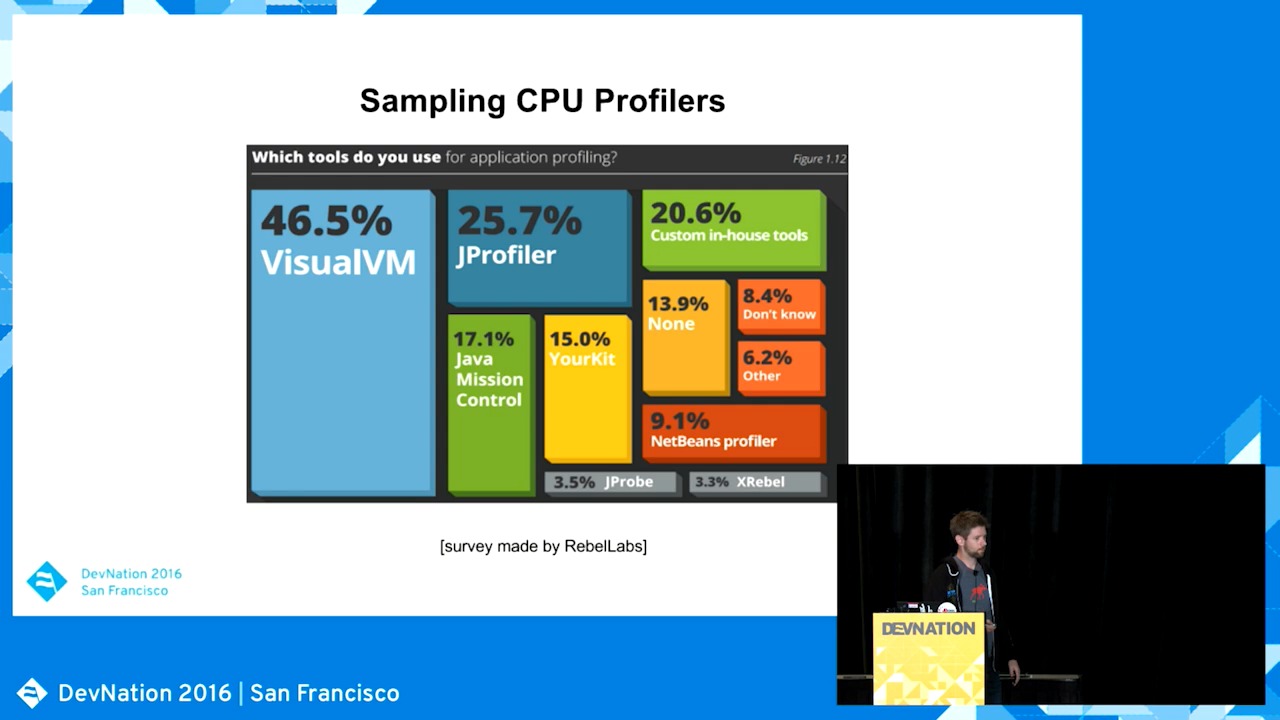 Sampling CPU Profilers
Which tools do you use for application profiling?
Figure 1.12
46.5%
VisualVM
25.7%
JProfiler
20.6%
Custom in-house tools
17.1%
Java
Mission
Control
15.0%
YourKit
13.9%
None
8.4%
Don't know
6.2%
Other
9.1%
NetBeans profiler
3.5% JProbe
3.3% XRebel
[survey made by RebelLabs]
DevNation 2016
San Francisco
DEVNATION
DevNation 2016 | San Francisco